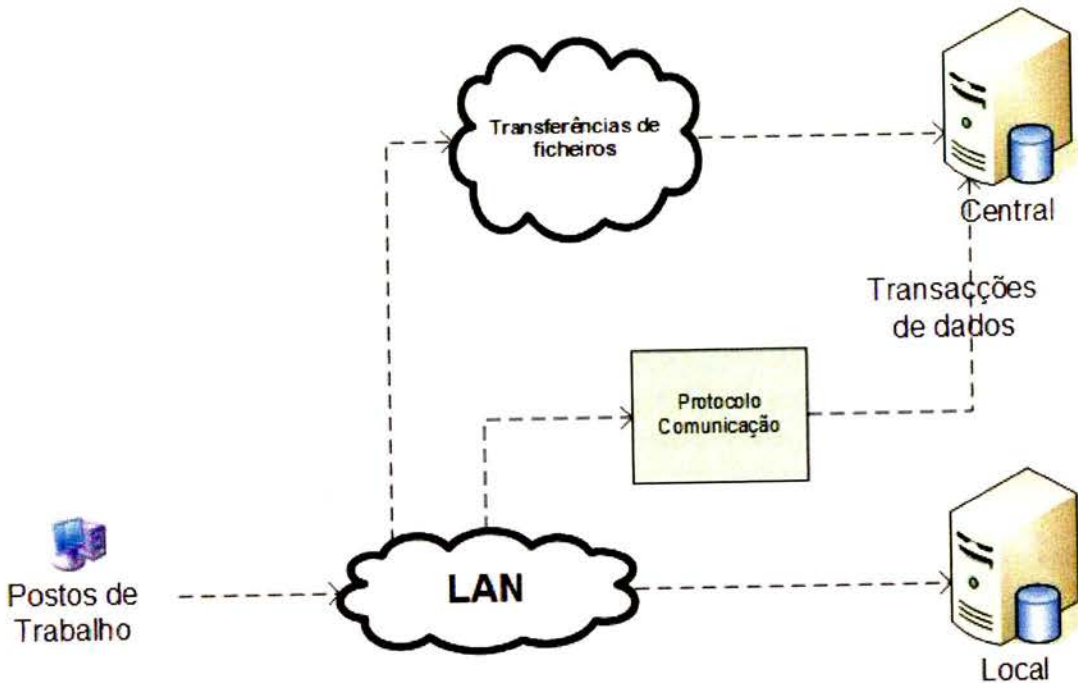 Transferências de
ficheiros
Central
Transacções
de dados
Protocolo
Comunicação
LAN
Postos de
Trabalho
Local